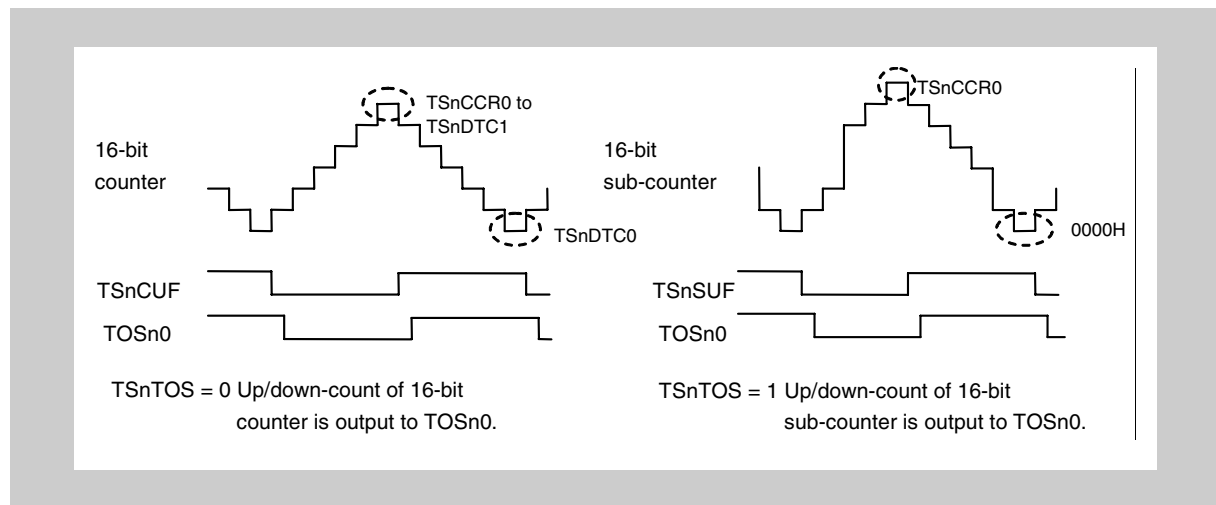 16-bit
counter
TSnCCR0 to
TSnDTC1
TSnDTC0
TSnCUF
TOSn0
TSnTOS = 0 Up/down-count of 16-bit
counter is output to TOSn0.
16-bit
sub-counter
TSnCCR0
0000H
TSnSUF
TOSn0
TSnTOS = 1 Up/down-count of 16-bit
sub-counter is output to TOSn0.